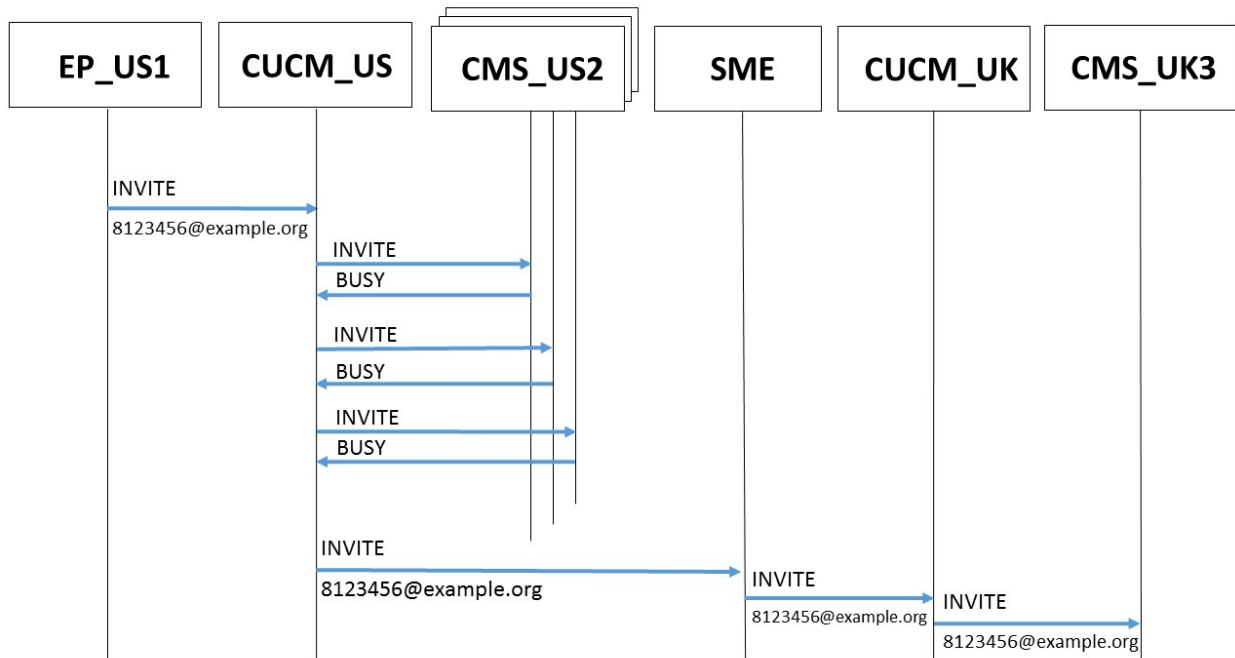 EP_US1
CUCM_US
CMS_US2
SME
CUCM_UK
CMS_UK3
INVITE
8123456@example.org
INVITE
BUSY
INVITE
BUSY
INVITE
BUSY
INVITE
8123456@example.org
INVITE
8123456@example.org
INVITE
8123456@example.org